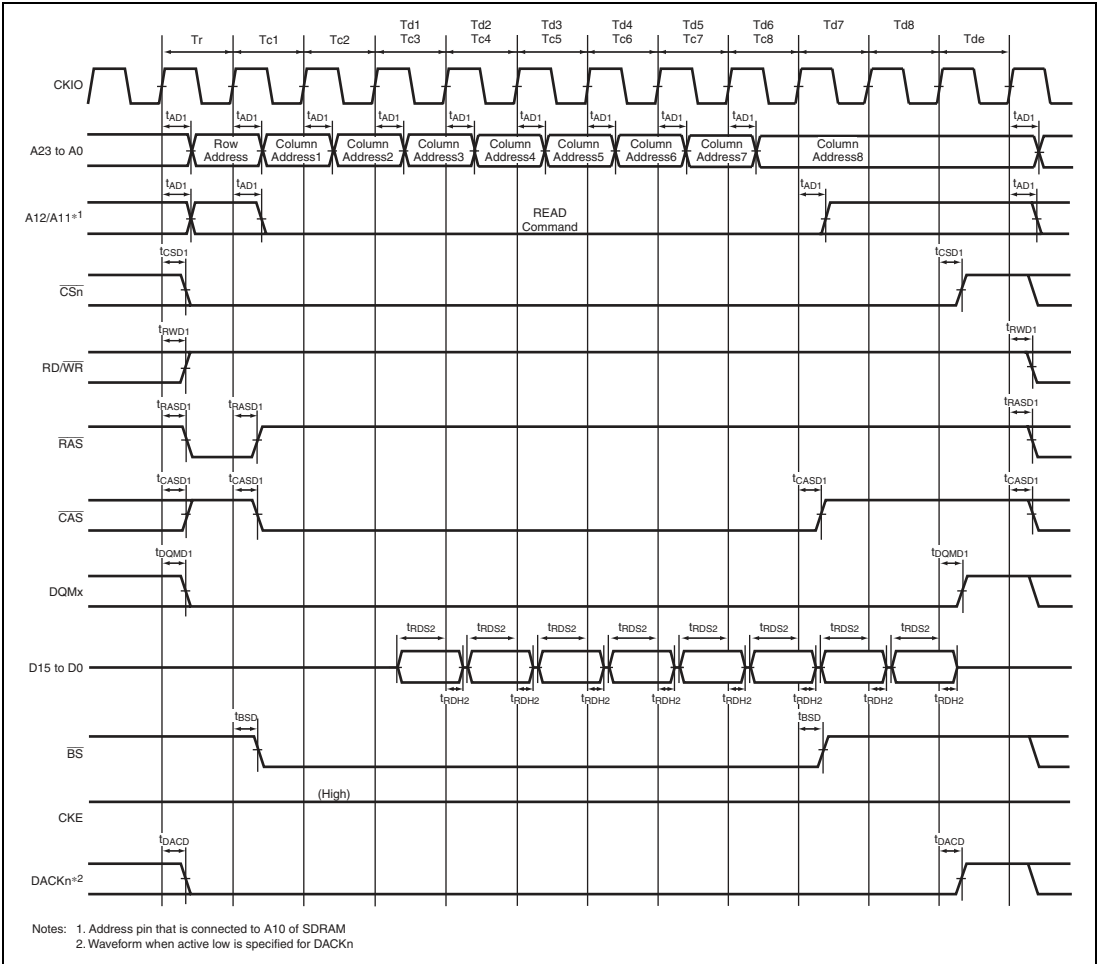 Td1 Td2 Td3 Td4 Td5 Td6
Tr Tc1 Tc2 Tc3 Tc4 Tc5 Tc6 Tc7 Tc8 Td7 Td8 Tde
CKIO
tAD1 tAD1 tAD1 tAD1 tAD1 tAD1 tAD1 tAD1 tAD1 tAD1
A23 to A0
Row Address
Column Address1
Column Address2
Column Address3
Column Address4
Column Address5
Column Address6
Column Address7
Column Address8
tAD1 tAD1 tAD1 tAD1
A12/A11*1
READ
Command
tCSD1 tCSD1
CSn
tRWD1 tRWD1
RD/WR
tRASD1 tRASD1 tRASD1
RAS
tCASD1 tCASD1 tCASD1 tCASD1
CAS
tDQMD1 tDQMD1
DQMx
tRDS2 tRDS2 tRDS2 tRDS2 tRDS2 tRDS2 tRDS2 tRDS2
D15 to D0
tRDH2 tRDH2 tRDH2 tRDH2 tRDH2 tRDH2 tRDH2 tRDH2
tBSD tBSD
BS
(High)
CKE
tDACD tDACD
DACKn*2
Notes: 1. Address pin that is connected to A10 of SDRAM
2. Waveform when active low is specified for DACKn